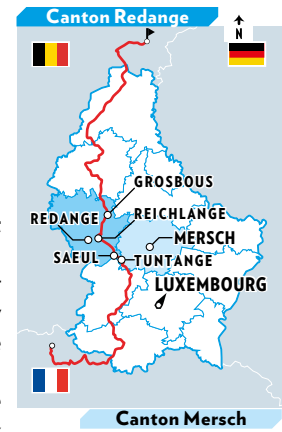 Canton Redange
N
GROSBOUS
REDANGE
REICHLANGE
MERSCH
SAEUL
TUNTANGE
LUXEMBOURG
Canton Mersch